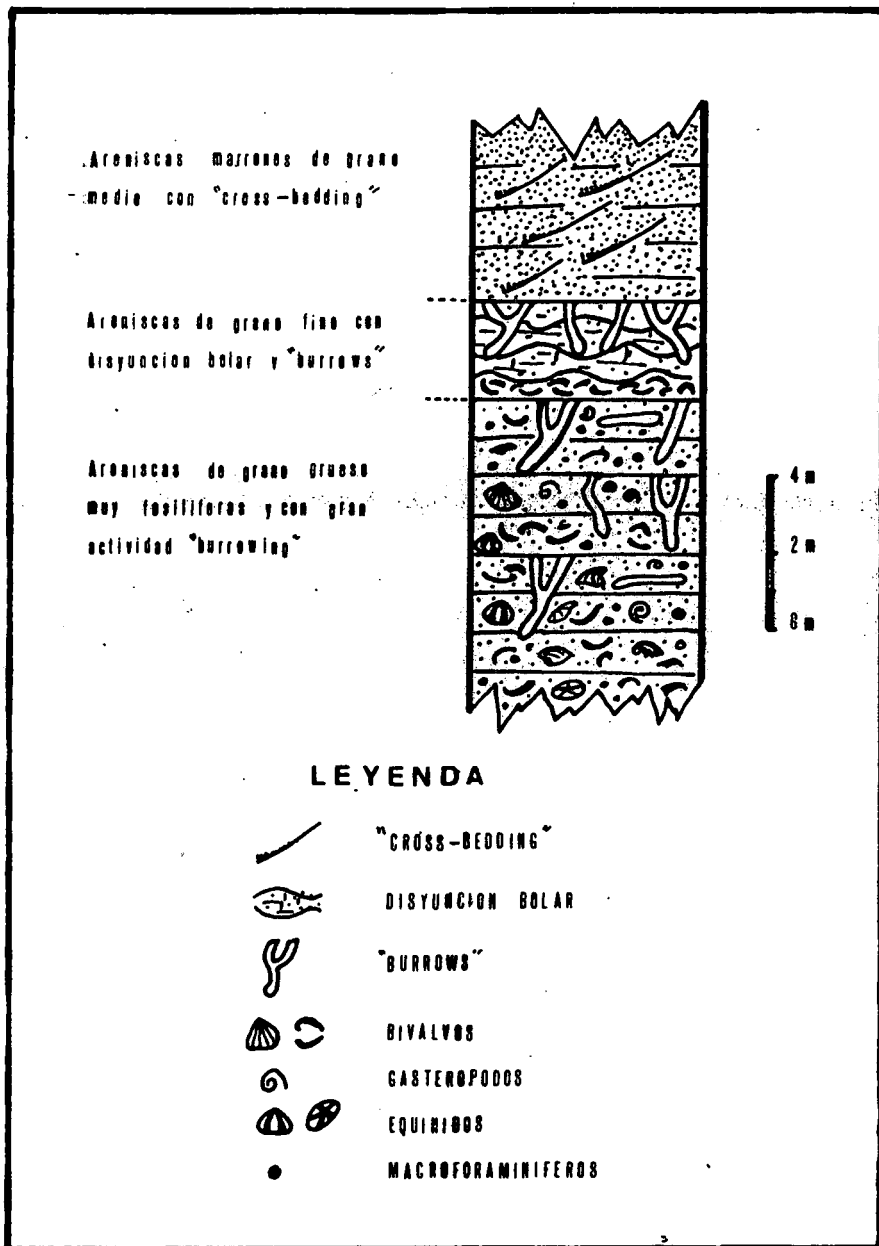 Areniscas marrones de grano
medio con "cross-bedding"
Areniscas de grano fino con
disyuncion bolar y "burrows"
Areniscas de grano grueso
muy fosiliferas y con gran
actividad "burrowing"
4 m
2 m
0 m
LEYENDA
"CROSS-BEDDING"
DISYUNCION BOLAR
"BURROWS"
BIVALVOS
GASTEROPODOS
EQUINIDOS
MACROFORAMINIFEROS